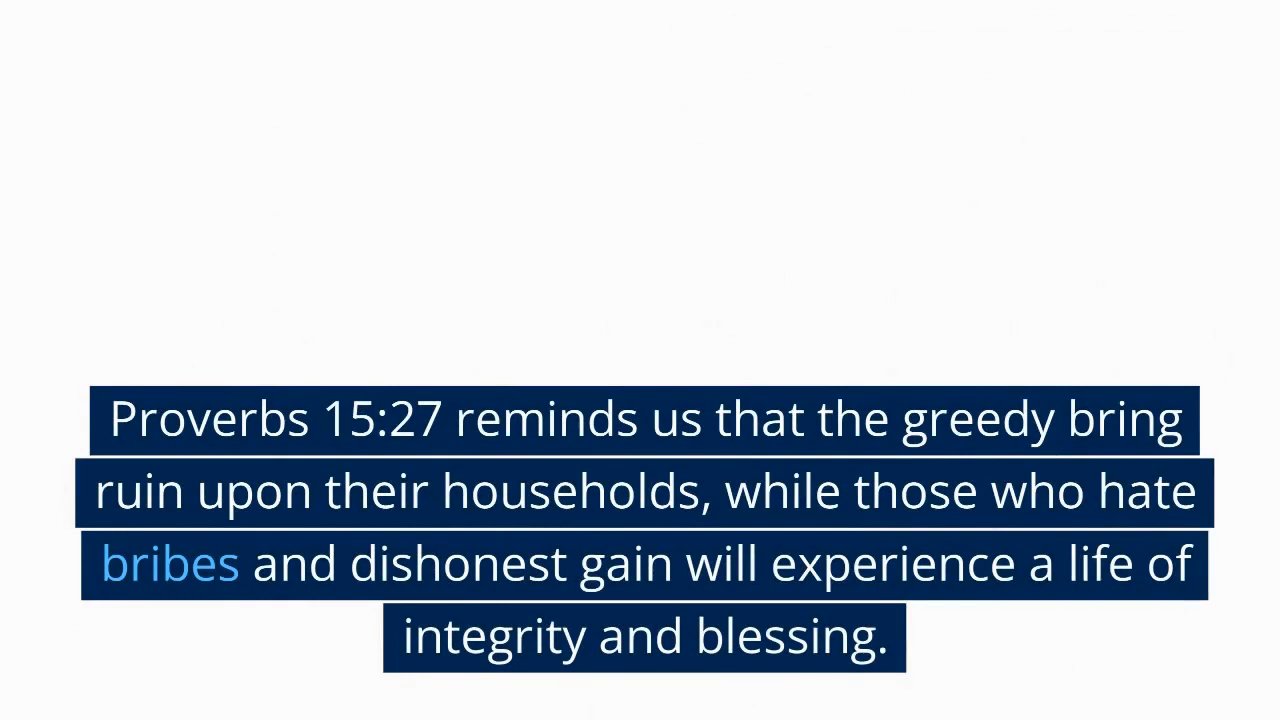 Proverbs 15:27 reminds us that the greedy bring
ruin upon their households, while those who hate
bribes and dishonest gain will experience a life of
integrity and blessing.